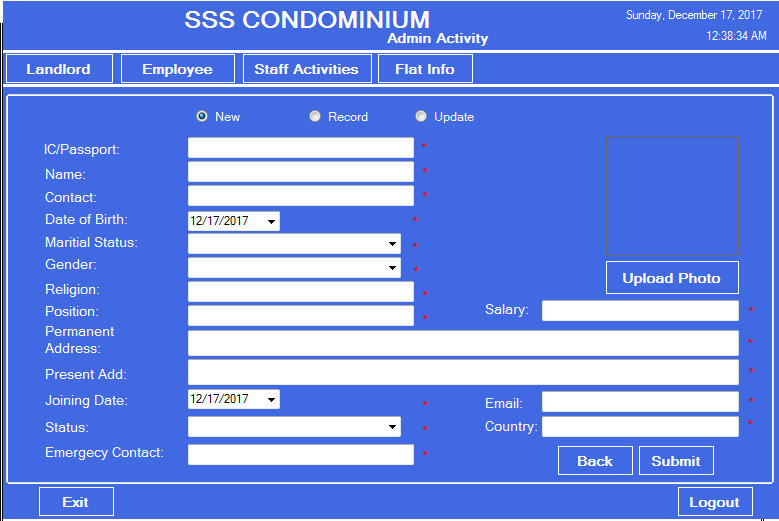 SSS CONDOMINIUM
Sunday, December 17, 2017
Admin Activity
12:38:34 AM
Landlord Employee Staff Activities Flat Info
New Record Update
IC/Passport: *
Name: *
Contact: *
Date of Birth: 12/17/2017 *
Maritial Status: *
Gender: *
Upload Photo
Religion: *
Position: *
Salary: *
Permanent
Address: *
Present Add: *
Joining Date: 12/17/2017 *
Email: *
Status: *
Country: *
Emergecy Contact: *
Back Submit
Exit Logout